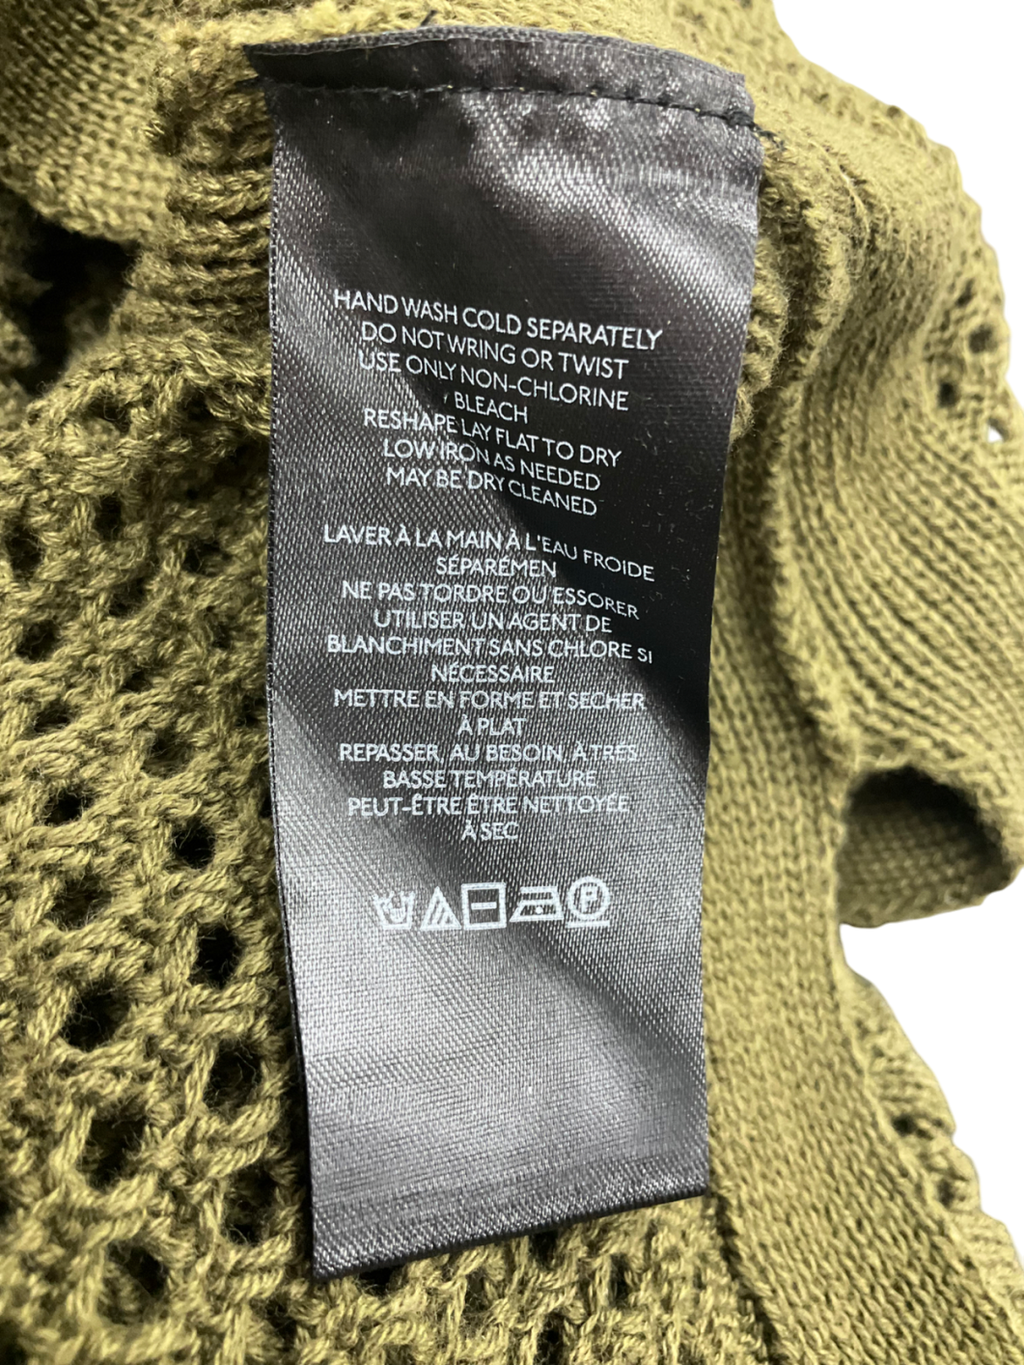 HAND WASH COLD SEPARATELY
DO NOT WRING OR TWIST
USE ONLY NON-CHLORINE
BLEACH
RESHAPE LAY FLAT TO DRY
LOW IRON AS NEEDED
MAY BE DRY CLEANED
LAVER À LA MAIN À L'EAU FROIDE
SÉPARÉMEN
NE PAS TORDRE OU ESSORER
UTILISER UN AGENT DE
BLANCHIMENT SANS CHLORE SI
NÉCESSAIRE
METTRE EN FORME ET SÉCHER
À PLAT
REPASSER, AU BESOIN, À TRÈS
BASSE TEMPÉRATURE
PEUT-ÊTRE ÊTRE NETTOYÉE
À SEC
P